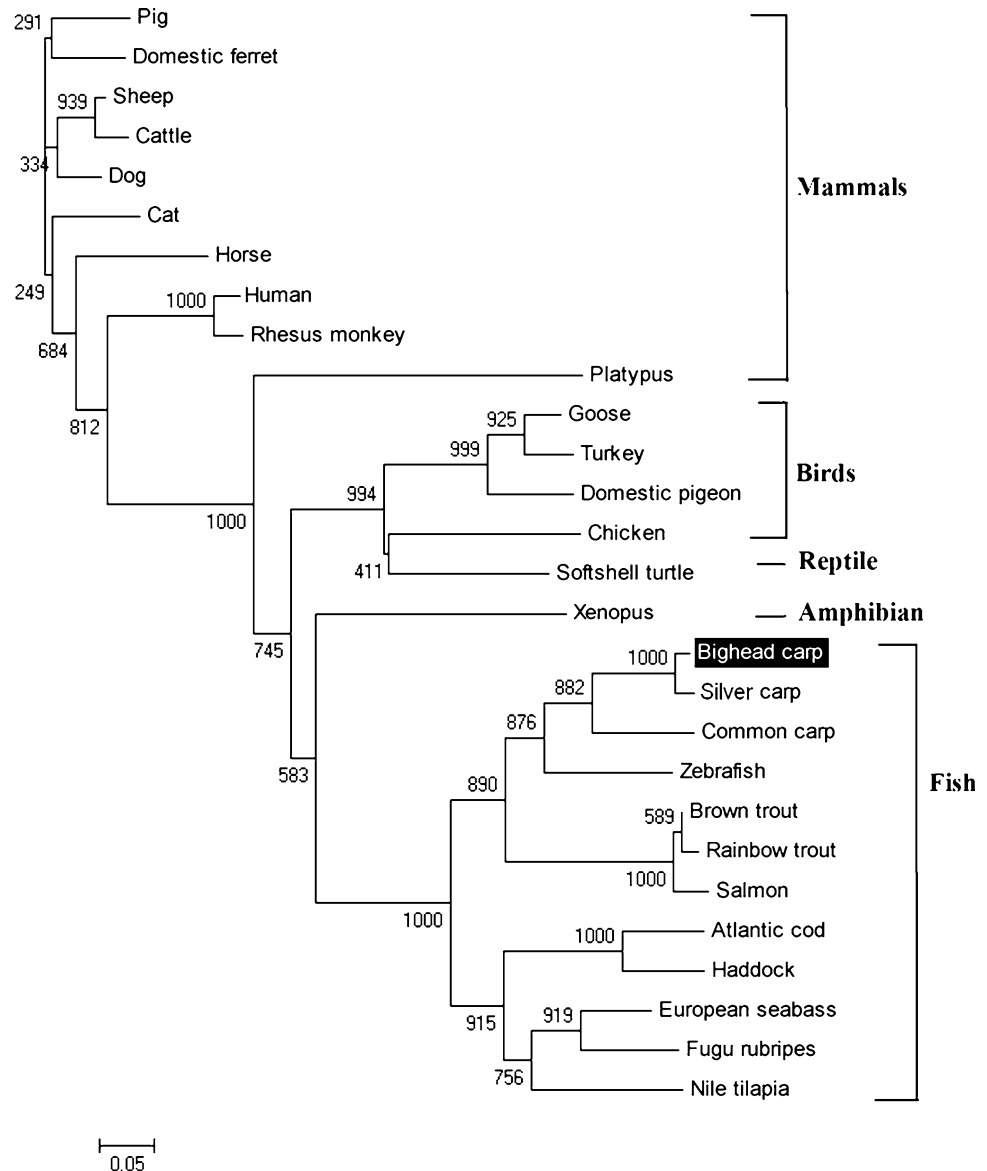 291
Pig
Domestic ferret
939
Sheep
Cattle
334
Dog
Mammals
Cat
Horse
249
1000
Human
Rhesus monkey
684
Platypus
812
925
Goose
999
Turkey
Birds
994
Domestic pigeon
1000
Chicken
411
Softshell turtle
Reptile
Xenopus
Amphibian
745
1000
Bighead carp
882
Silver carp
876
Common carp
583
890
Zebrafish
Fish
589
Brown trout
Rainbow trout
1000
Salmon
1000
1000
Atlantic cod
Haddock
915
919
European seabass
Fugu rubripes
756
Nile tilapia
0.05